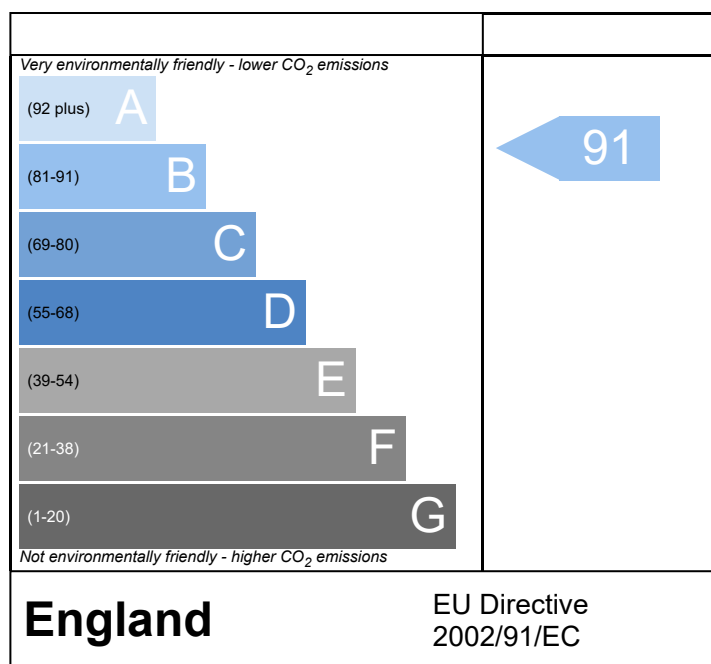 Very environmentally friendly - lower CO2 emissions
(92 plus) A
(81-91) B
(69-80) C
(55-68) D
(39-54) E
(21-38) F
(1-20) G
Not environmentally friendly - higher CO2 emissions
91
England
EU Directive
2002/91/EC